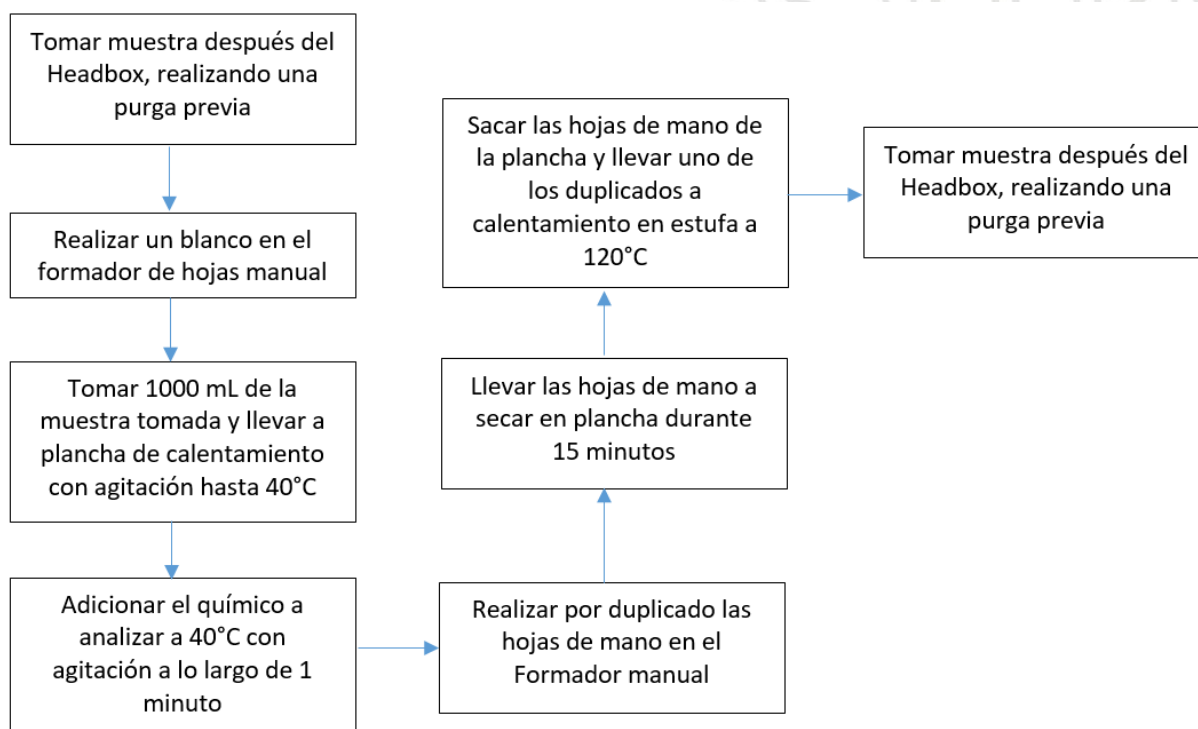 Tomar muestra después del
Headbox, realizando una
purga previa
Realizar un blanco en el
formador de hojas manual
Tomar 1000 mL de la
muestra tomada y llevar a
plancha de calentamiento
con agitación hasta 40°C
Adicionar el químico a
analizar a 40°C con
agitación a lo largo de 1
minuto
Realizar por duplicado las
hojas de mano en el
Formador manual
Llevar las hojas de mano a
secar en plancha durante
15 minutos
Sacar las hojas de mano de
la plancha y llevar uno de
los duplicados a
calentamiento en estufa a
120°C
Tomar muestra después del
Headbox, realizando una
purga previa